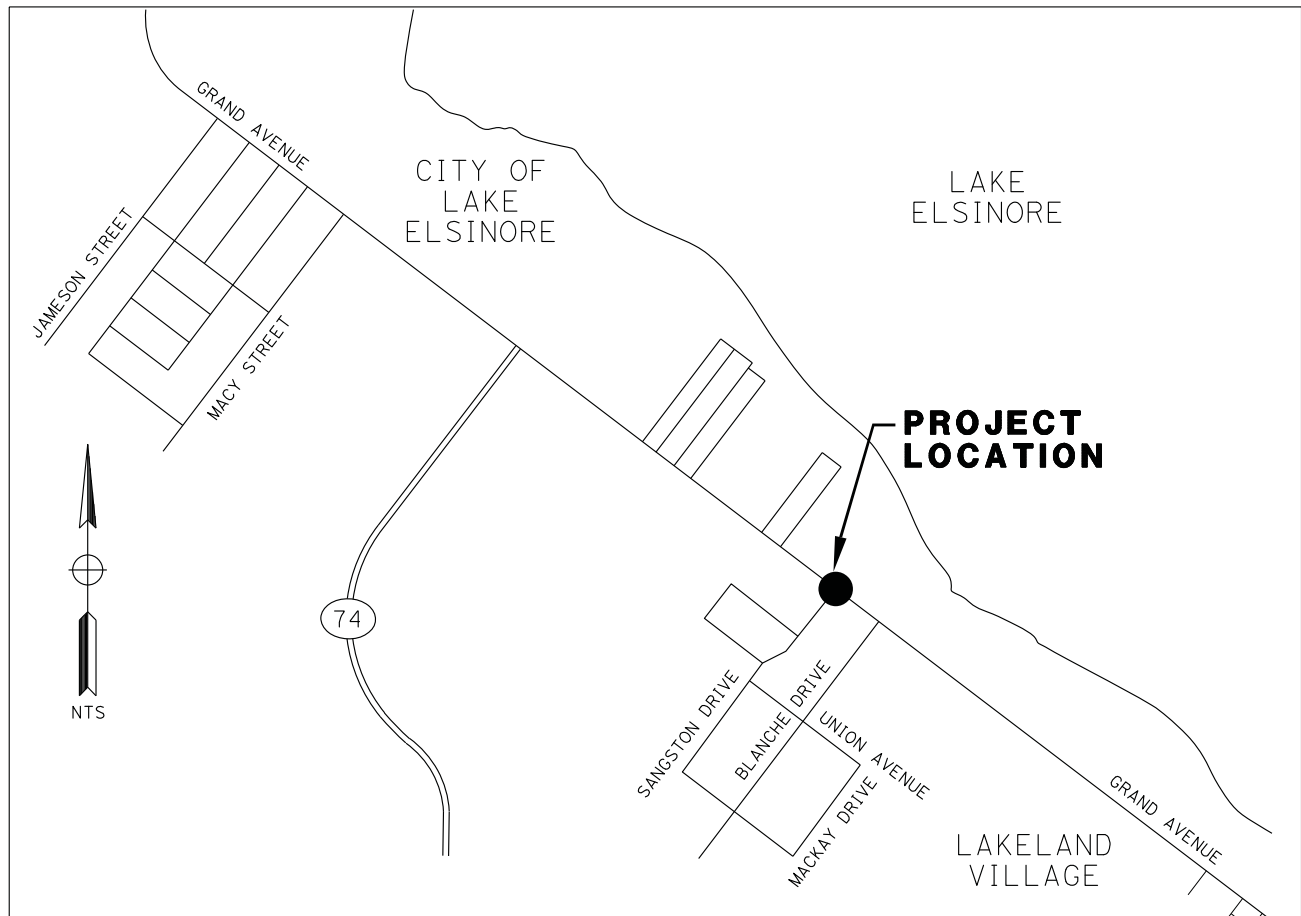 GRAND AVENUE
CITY OF
LAKE
ELSINORE
LAKE
ELSINORE
JAMESON STREET
MACY STREET
PROJECT
LOCATION
74
NTS
SANGSTON DRIVE
BLANCHE DRIVE
UNION AVENUE
MACKAY DRIVE
GRAND AVENUE
LAKELAND
VILLAGE